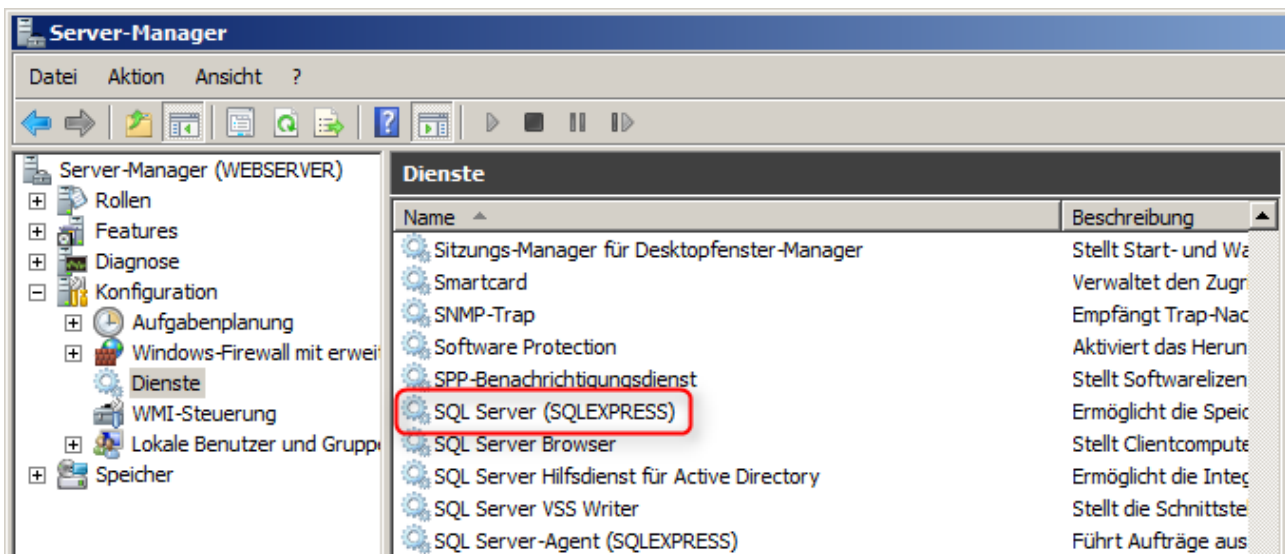 Server-Manager
Datei Aktion Ansicht ?
Server-Manager (WEBSERVER)
Rollen
Features
Diagnose
Konfiguration
Aufgabenplanung
Windows-Firewall mit erwei
Dienste
WMI-Steuerung
Lokale Benutzer und Gruppe
Speicher
Dienste
Name Beschreibung
Sitzungs-Manager für Desktopfenster-Manager Stellt Start- und Wa
Smartcard Verwaltet den Zugr
SNMP-Trap Empfängt Trap-Nac
Software Protection Aktiviert das Herun
SPP-Benachrichtigungsdienst Stellt Softwarelizen
SQL Server (SQLEXPRESS) Ermöglicht die Speic
SQL Server Browser Stellt Clientcompute
SQL Server Hilfsdienst für Active Directory Ermöglicht die Integ
SQL Server VSS Writer Stellt die Schnittstel
SQL Server-Agent (SQLEXPRESS) Führt Aufträge aus